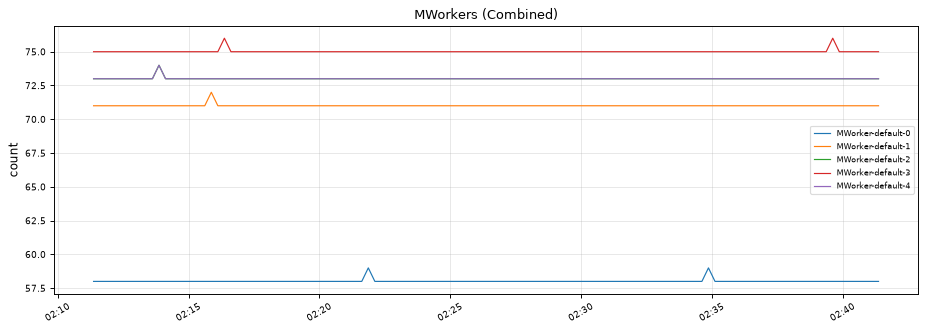 MWorkers (Combined)
count
75.0
72.5
70.0
67.5
65.0
62.5
60.0
57.5
MWorker-default-0
MWorker-default-1
MWorker-default-2
MWorker-default-3
MWorker-default-4
02:10 02:15 02:20 02:25 02:30 02:35 02:40